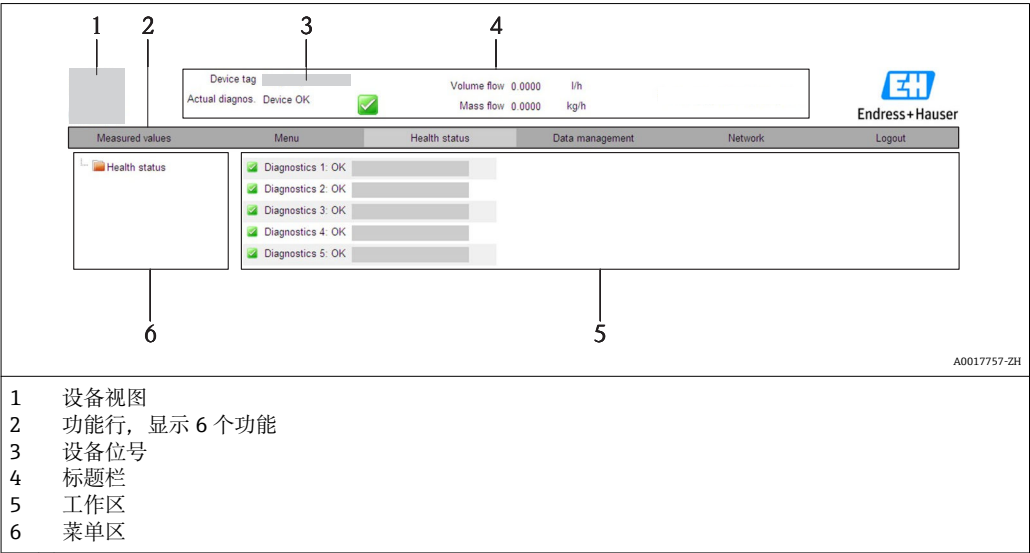 1 2 3 4
Device tag
Volume flow 0.0000 l/h
Actual diagnos. Device OK
Mass flow 0.0000 kg/h
EH
Endress+Hauser
Measured values Menu Health status Data management Network Logout
Health status
Diagnostics 1: OK
Diagnostics 2: OK
Diagnostics 3: OK
Diagnostics 4: OK
Diagnostics 5: OK
6 5
A0017757-ZH
1 设备视图
2 功能行，显示 6 个功能
3 设备位号
4 标题栏
5 工作区
6 菜单区